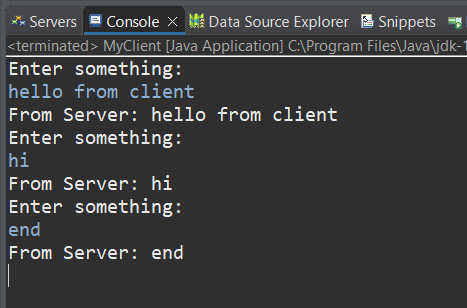 Servers Console Data Source Explorer Snippets
<terminated> MyClient [Java Application] C:\Program Files\Java\jdk-1
Enter something:
hello from client
From Server: hello from client
Enter something:
hi
From Server: hi
Enter something:
end
From Server: end